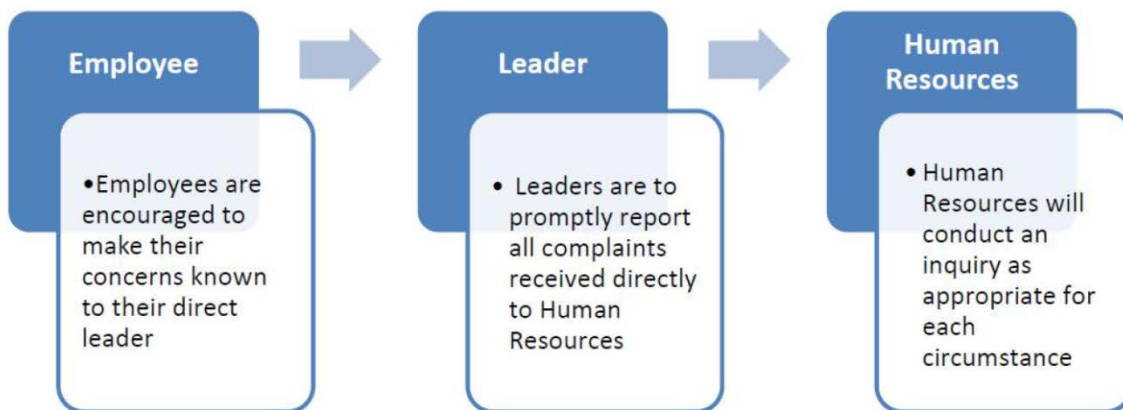 Employee
•Employees are
encouraged to
make their
concerns known
to their direct
leader
Leader
• Leaders are to
promptly report
all complaints
received directly
to Human
Resources
Human
Resources
• Human
Resources will
conduct an
inquiry as
appropriate for
each
circumstance